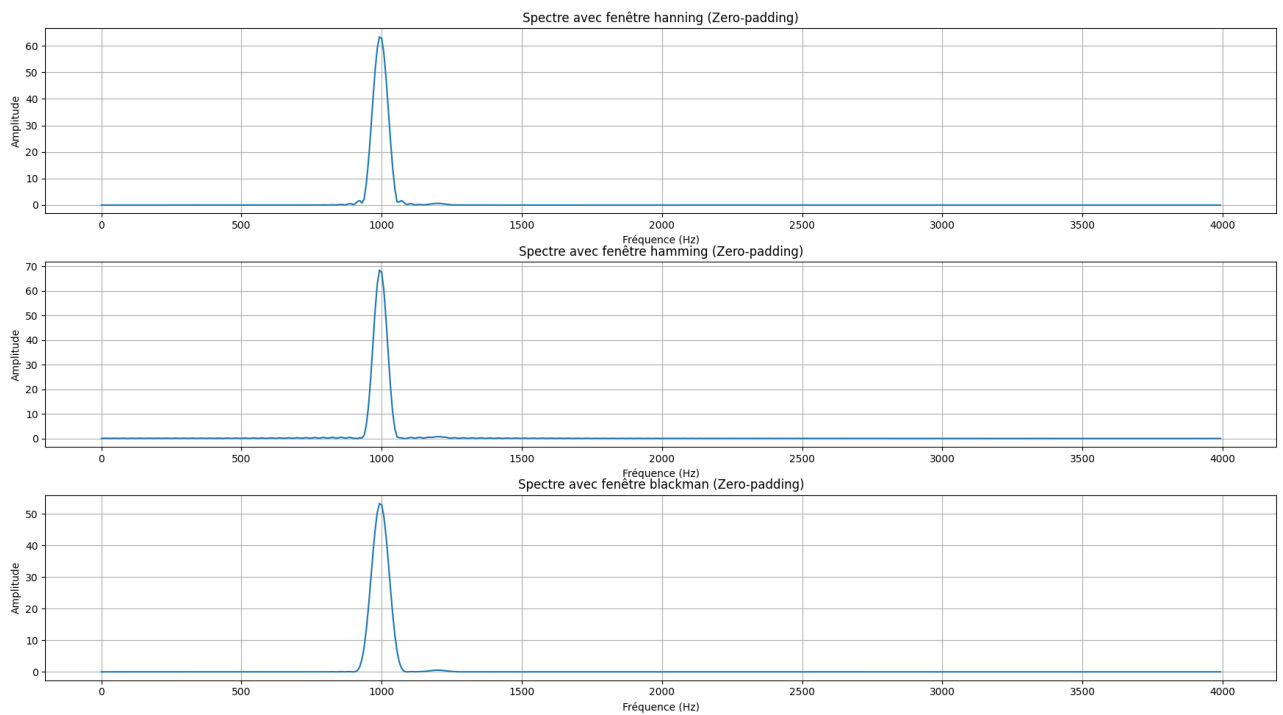 Spectre avec fenêtre hanning (Zero-padding)
60
50
40
30
20
10
0
Amplitude
0 500 1000 1500 2000 2500 3000 3500 4000
Fréquence (Hz)
Spectre avec fenêtre hamming (Zero-padding)
70
60
50
40
30
20
10
0
Amplitude
0 500 1000 1500 2000 2500 3000 3500 4000
Fréquence (Hz)
Spectre avec fenêtre blackman (Zero-padding)
50
40
30
20
10
0
Amplitude
0 500 1000 1500 2000 2500 3000 3500 4000
Fréquence (Hz)